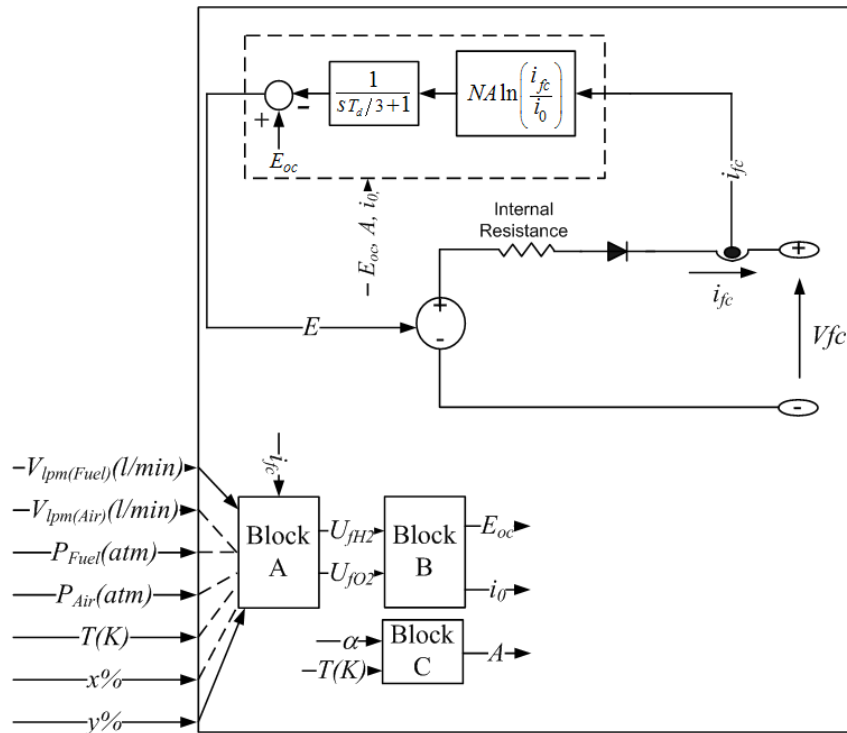 1
sT_d/3+1
NA ln(i_fc/i_0)
−
+
E_oc
− E_oc, A, i_0,
i_fc
Internal
Resistance
+
i_fc
+
-
E
Vfc
-
i_fc
−V_lpm(Fuel)(l/min)
−V_lpm(Air)(l/min)
P_Fuel(atm)
P_Air(atm)
T(K)
x%
y%
Block
A
U_fH2
U_fO2
Block
B
E_oc
i_0
α
−T(K)
Block
C
A